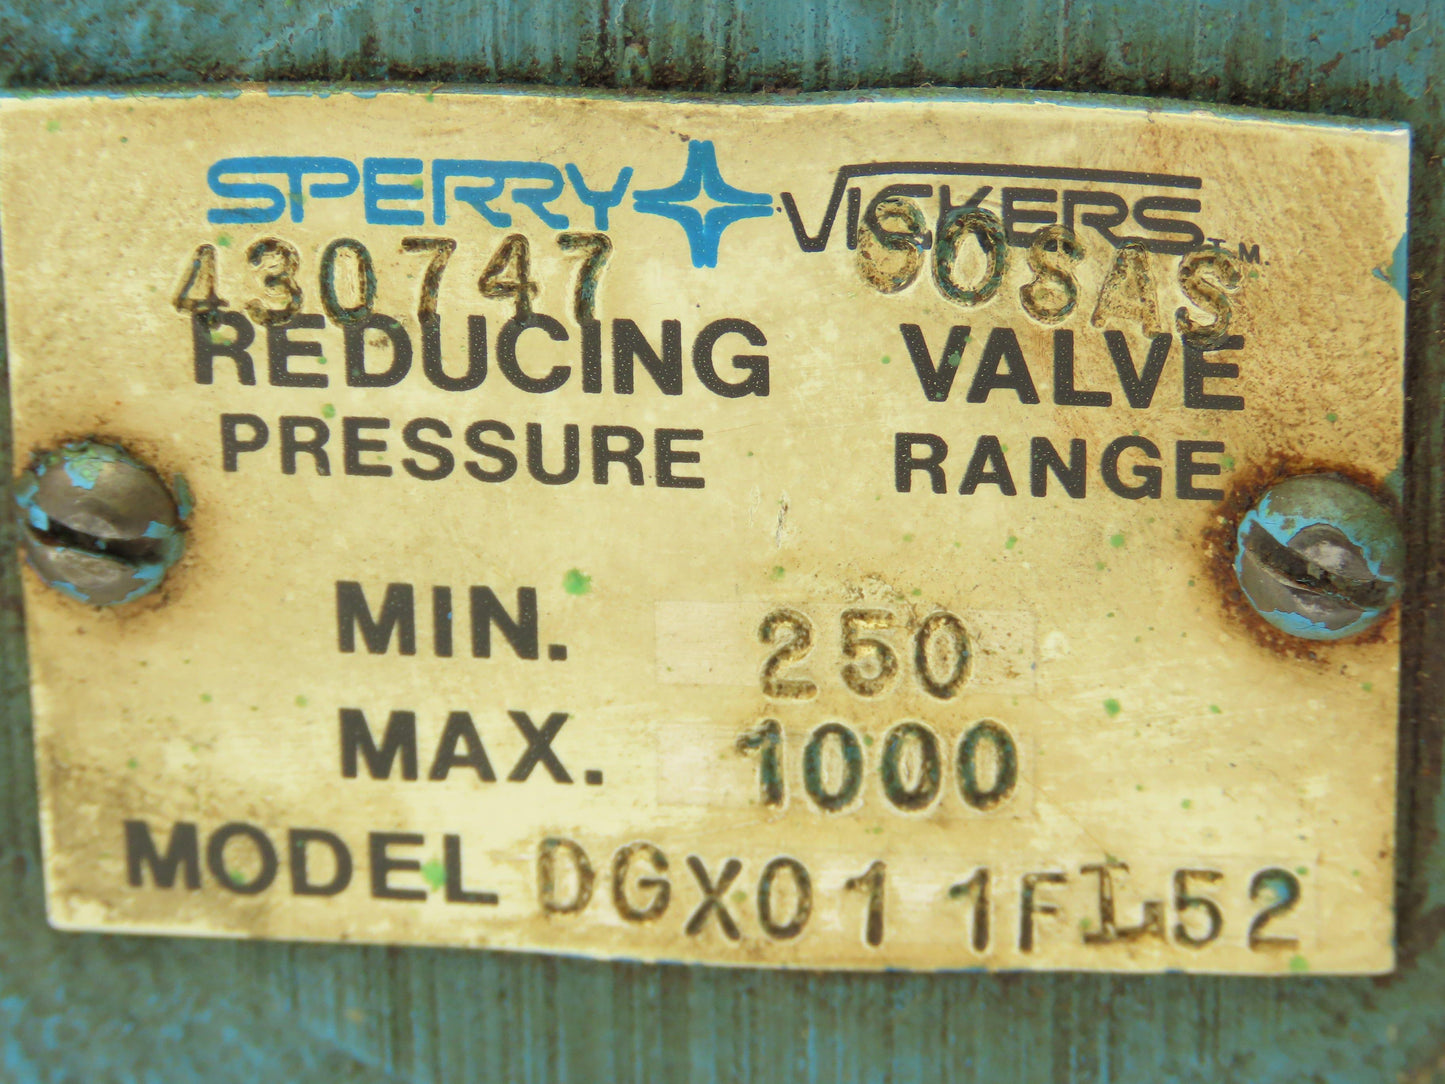 SPERRY VICKERS T.M.
430747 608AS
REDUCING VALVE
PRESSURE RANGE
MIN. 250
MAX. 1000
MODEL DGX01 1FL52